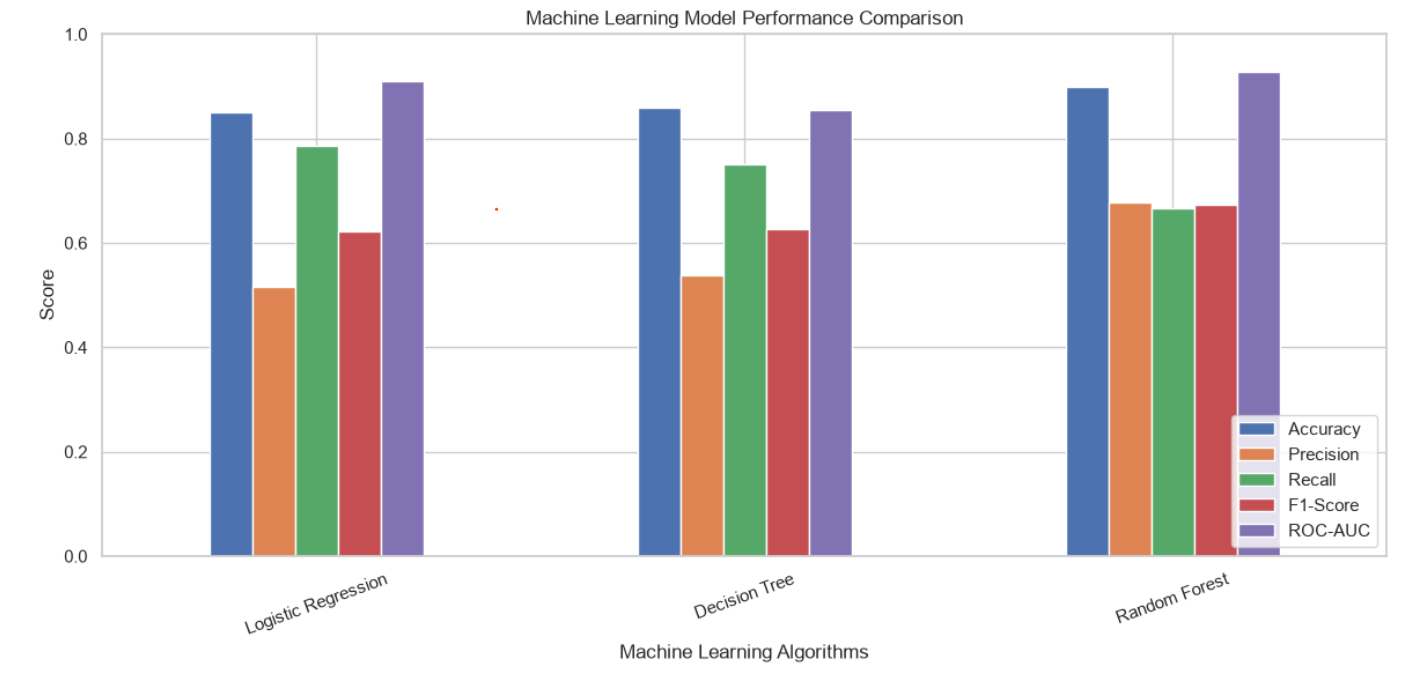 Machine Learning Model Performance Comparison
1.0
0.8
0.6
0.4
0.2
0.0
Score
Accuracy
Precision
Recall
F1-Score
ROC-AUC
Logistic Regression
Decision Tree
Random Forest
Machine Learning Algorithms